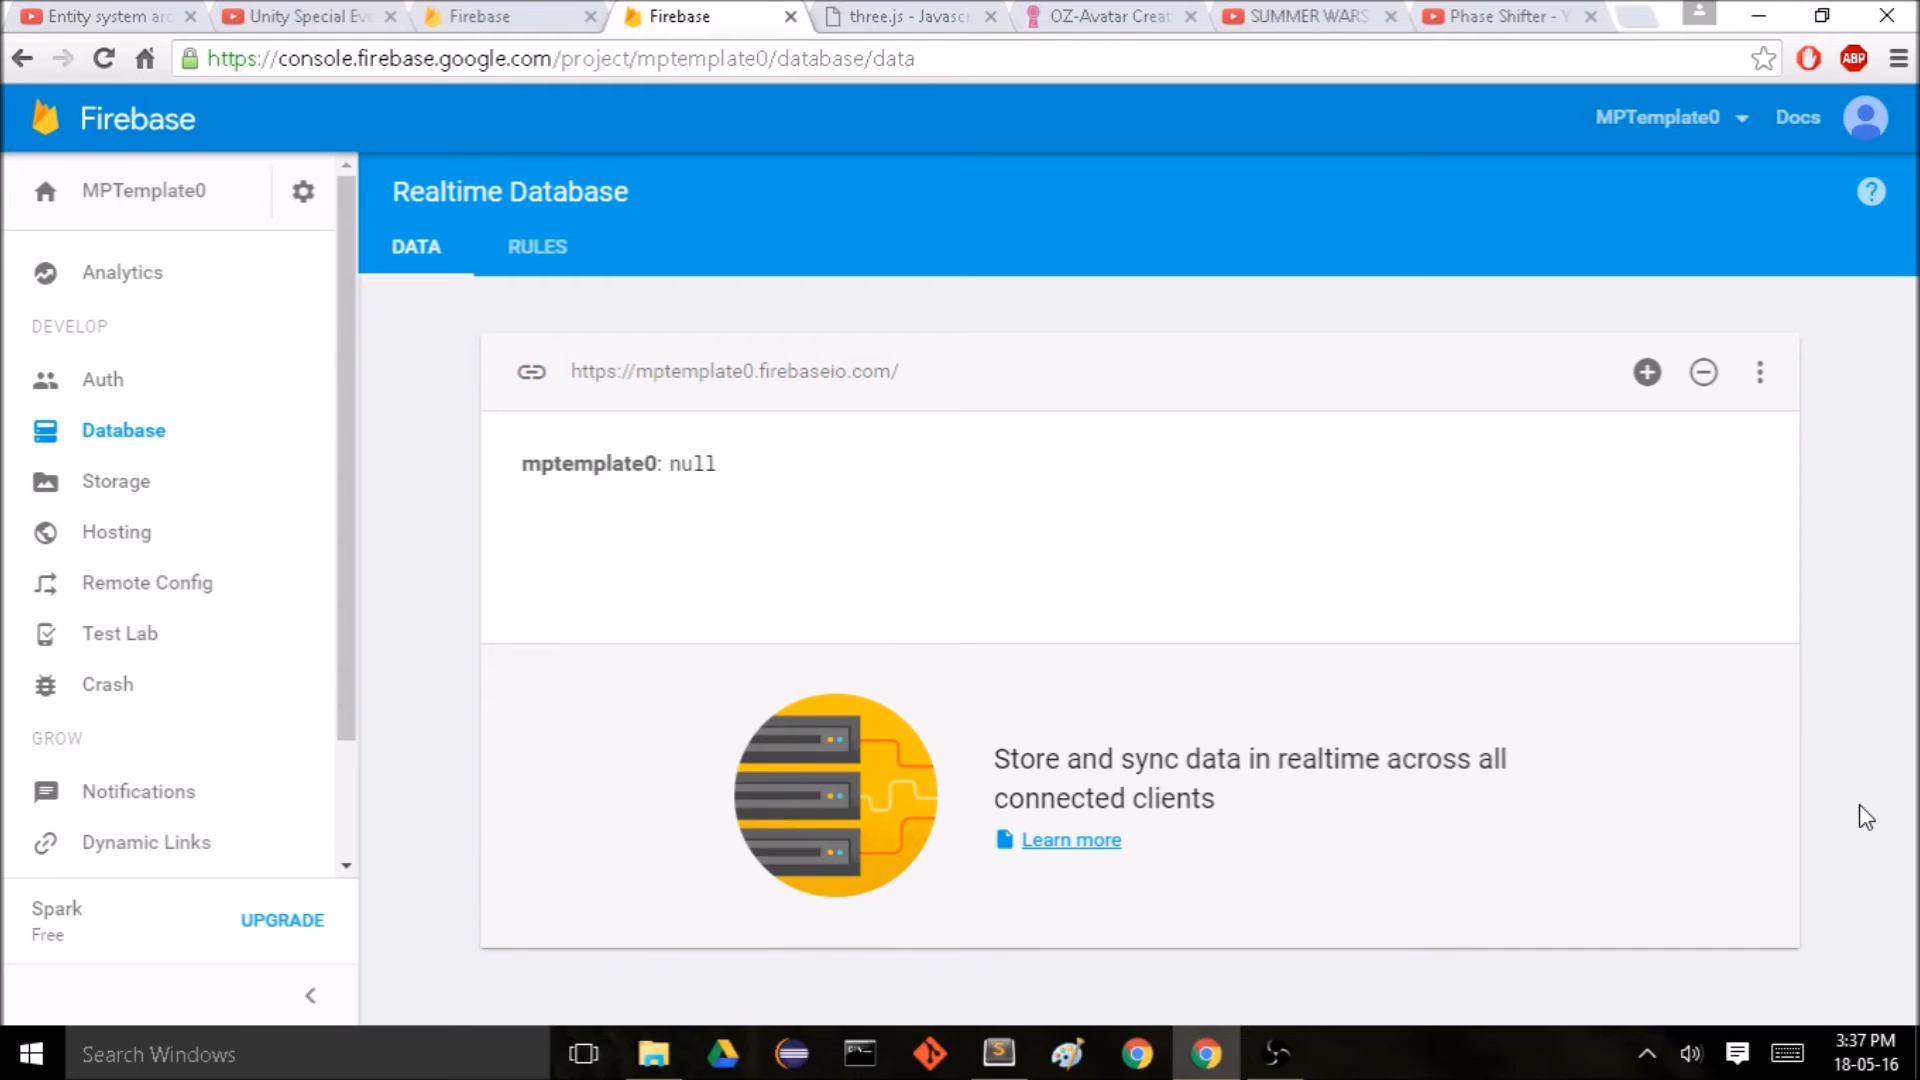 Entity system arc
Unity Special Eve
Firebase
Firebase
three.js - Javascr
OZ-Avatar Creat
SUMMER WARS
Phase Shifter - Y
https://console.firebase.google.com/project/mptemplate0/database/data
ABP
Firebase
MPTemplate0
Docs
MPTemplate0
Realtime Database
?
DATA
RULES
Analytics
DEVELOP
Auth
Database
Storage
Hosting
Remote Config
Test Lab
Crash
GROW
Notifications
Dynamic Links
Spark
Free
UPGRADE
https://mptemplate0.firebaseio.com/
mptemplate0: null
Store and sync data in realtime across all
connected clients
Learn more
Search Windows
3:37 PM
18-05-16